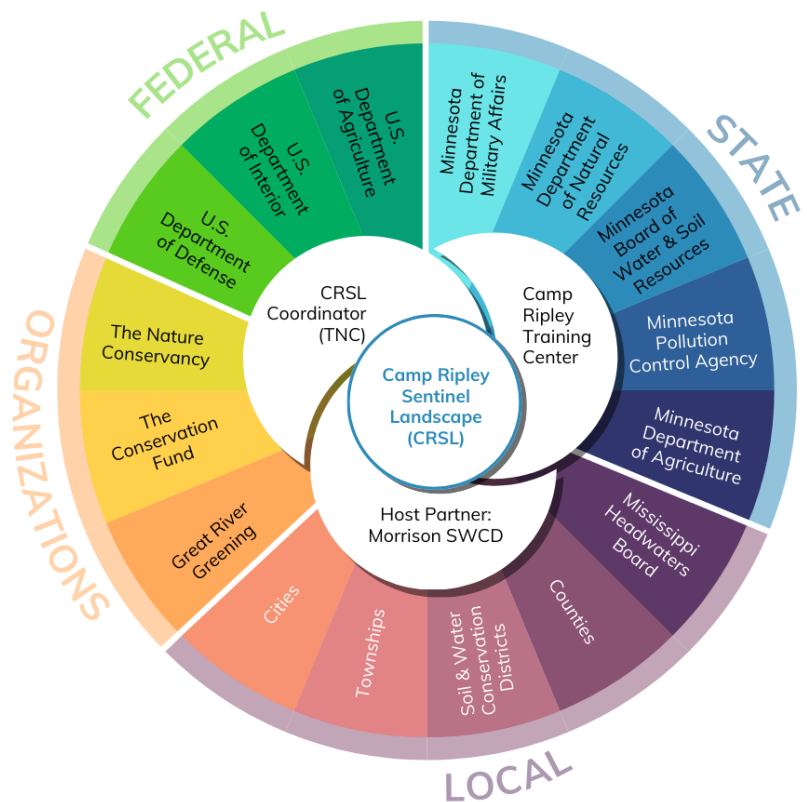 FEDERAL
U.S.
Department
of Defense
U.S.
Department
of Interior
U.S.
Department
of Agriculture
STATE
Minnesota
Department of
Military Affairs
Minnesota
Department
of Natural
Resources
Minnesota
Board of
Water & Soil
Resources
Minnesota
Pollution
Control Agency
Minnesota
Department
of Agriculture
LOCAL
Mississippi
Headwaters
Board
Counties
Soil & Water
Conservation
Districts
Townships
Cities
ORGANIZATIONS
Great River
Greening
The
Conservation
Fund
The Nature
Conservancy
CRSL
Coordinator
(TNC)
Camp
Ripley
Training
Center
Camp Ripley
Sentinel
Landscape
(CRSL)
Host Partner:
Morrison SWCD